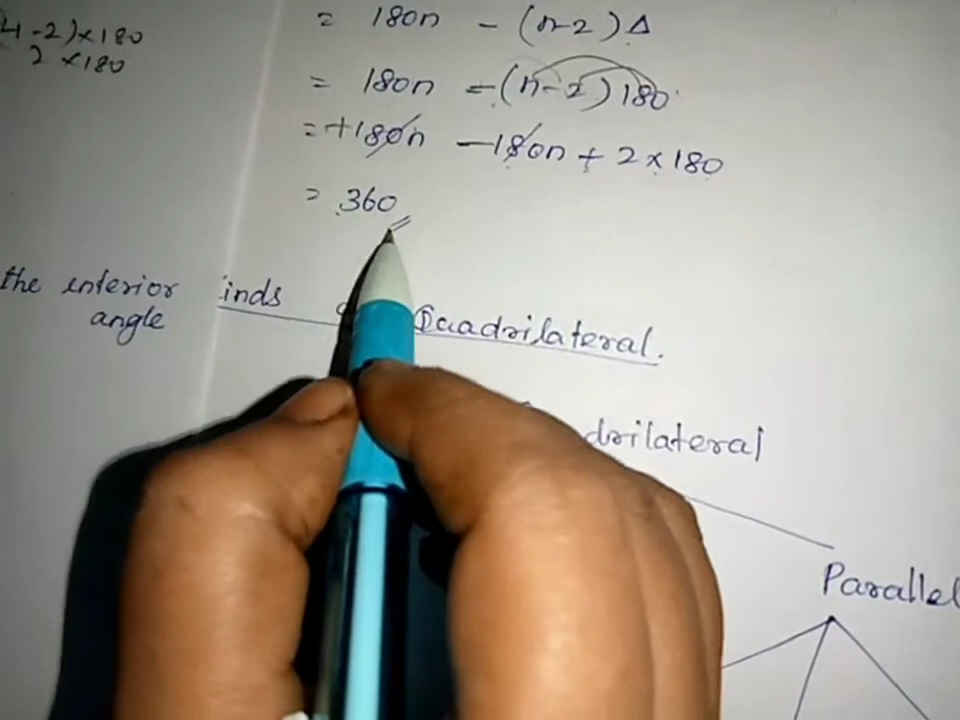 4-2)×180
2×180
= 180n - (n-2)Δ
= 180n -(n-2)180
=+180n -180n + 2×180
= 360
the interior
angle
inds Quadrilateral.
drilateral
Parallel